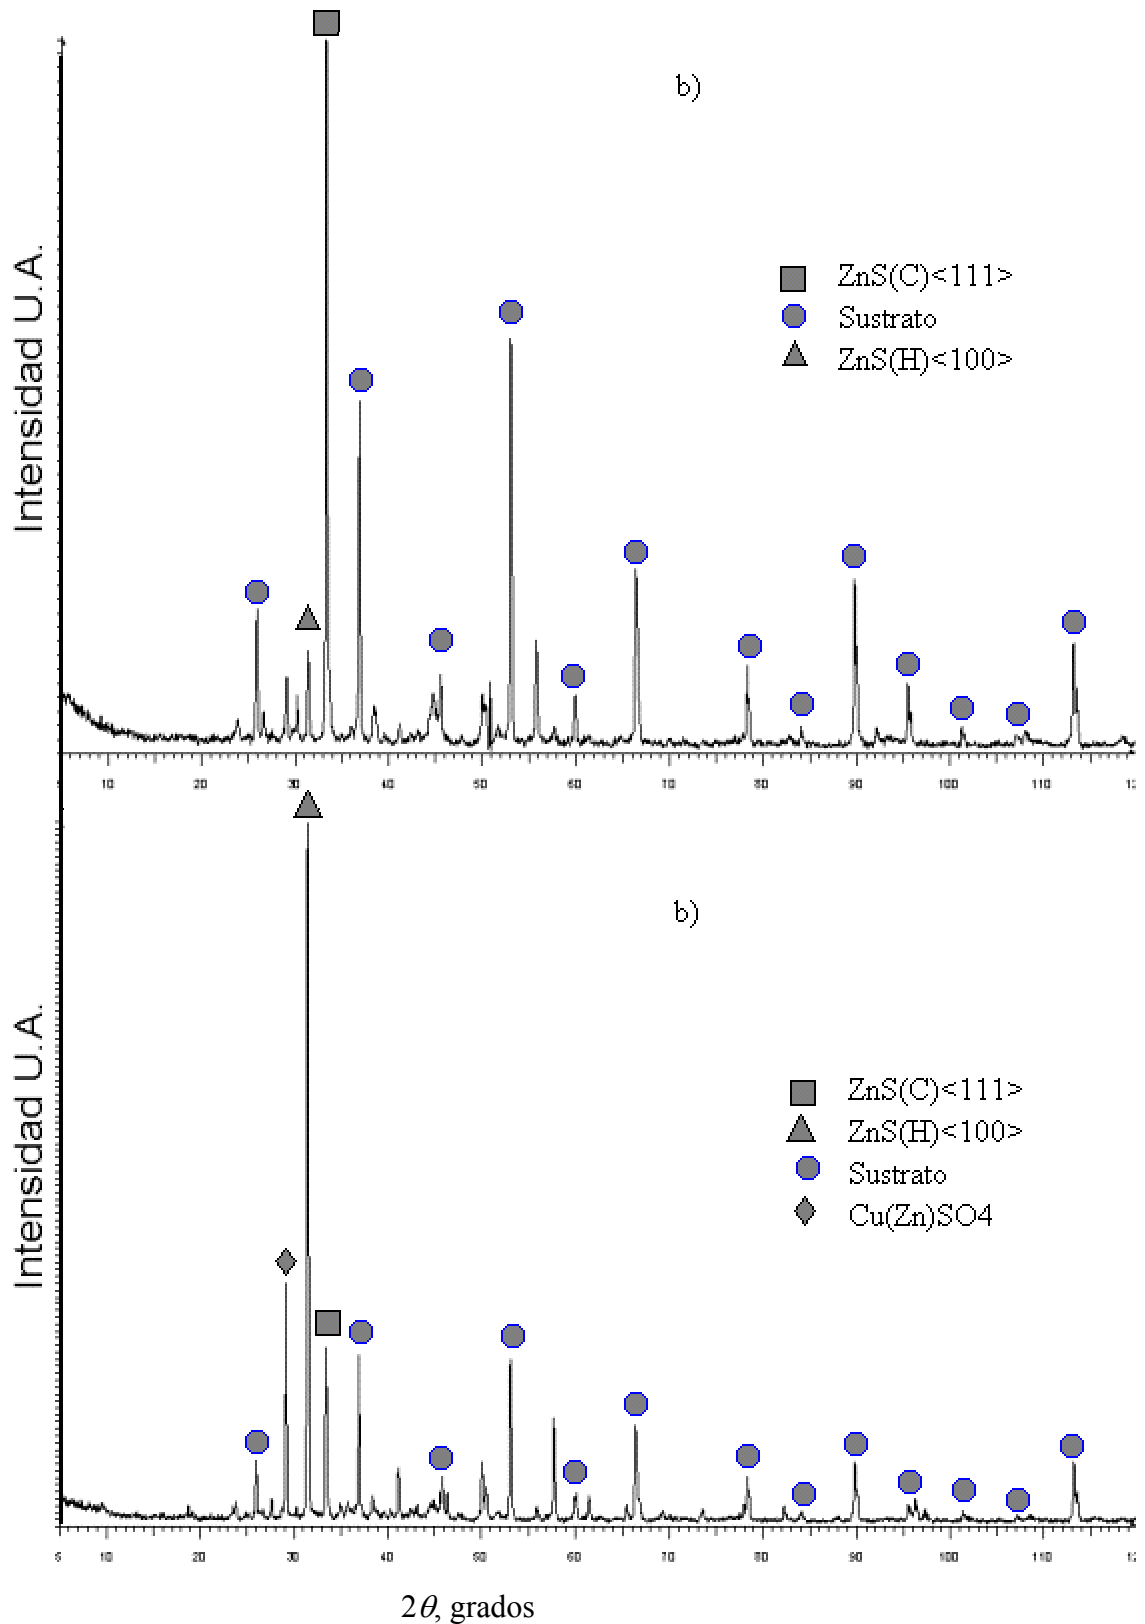 b)
Intensidad U.A.
ZnS(C)<111>
Sustrato
ZnS(H)<100>
10 20 30 40 50 60 70 80 90 100 110
b)
Intensidad U.A.
ZnS(C)<111>
ZnS(H)<100>
Sustrato
Cu(Zn)SO4
5 10 20 30 40 50 60 70 80 90 100 110
2θ, grados